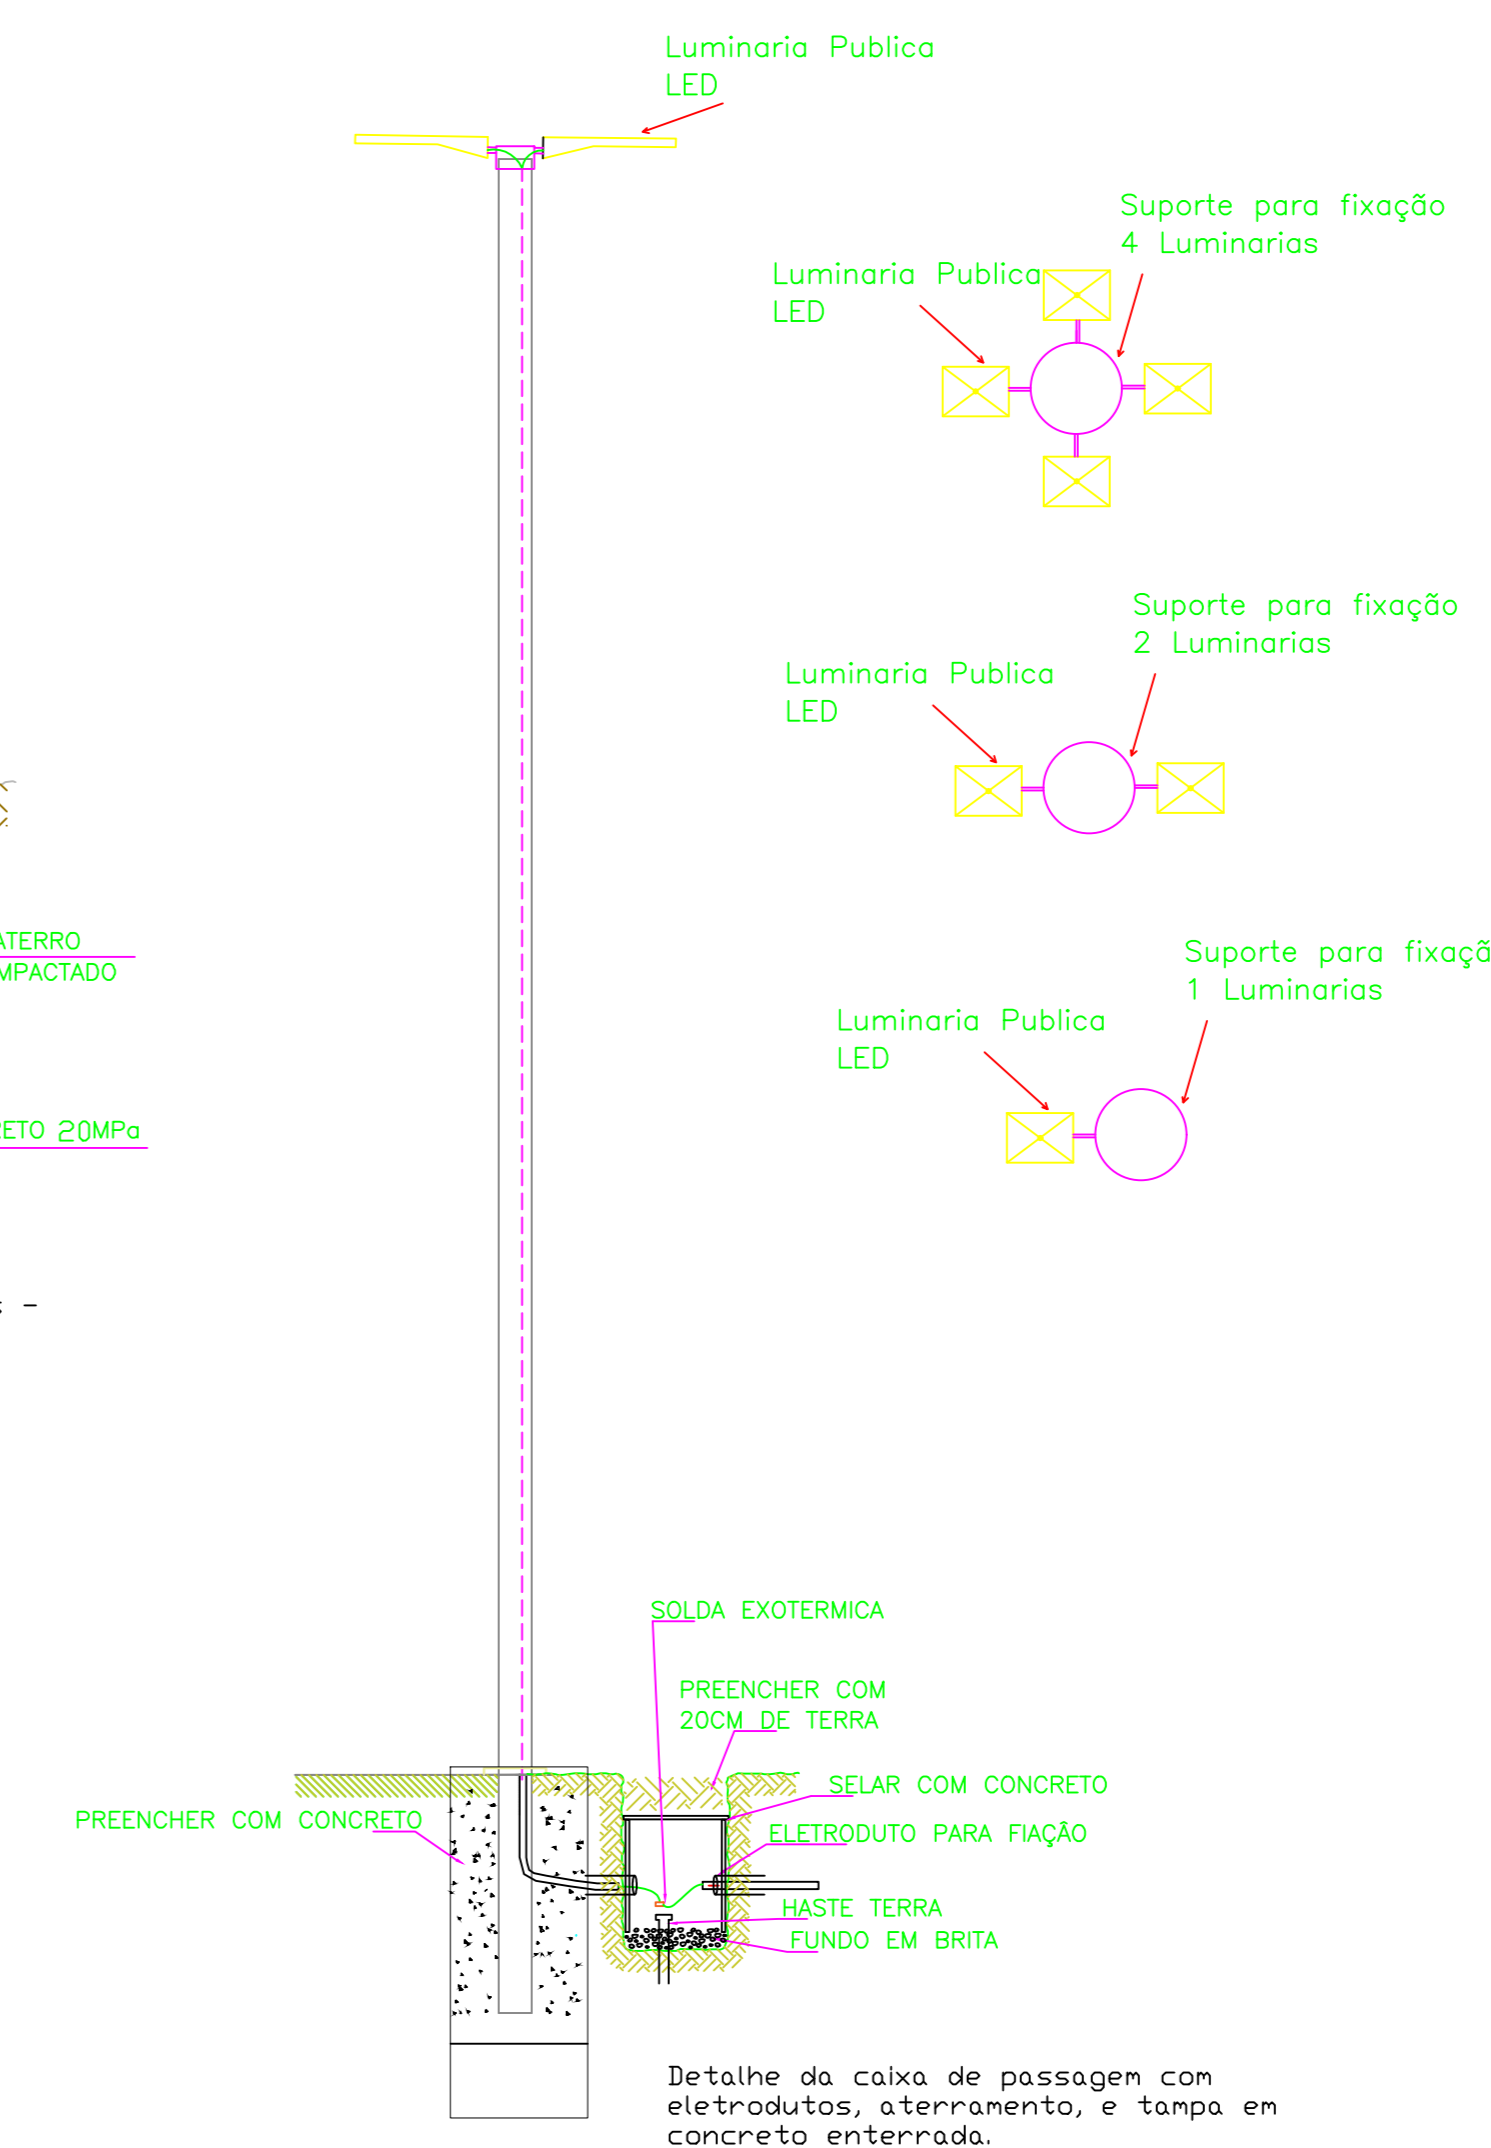 Luminaria Publica
LED
Suporte para fixação
4 Luminarias
Luminaria Publica
LED
Suporte para fixação
2 Luminarias
Luminaria Publica
LED
ATERRO
MPACTADO
Suporte para fixaçã
1 Luminarias
Luminaria Publica
LED
ETO 20MPa
SOLDA EXOTERMICA
PREENCHER COM
20CM DE TERRA
SELAR COM CONCRETO
PREENCHER COM CONCRETO
ELETRODUTO PARA FIAÇÂO
HASTE TERRA
FUNDO EM BRITA
Detalhe da caixa de passagem com
eletrodutos, aterramento, e tampa em
concreto enterrada.